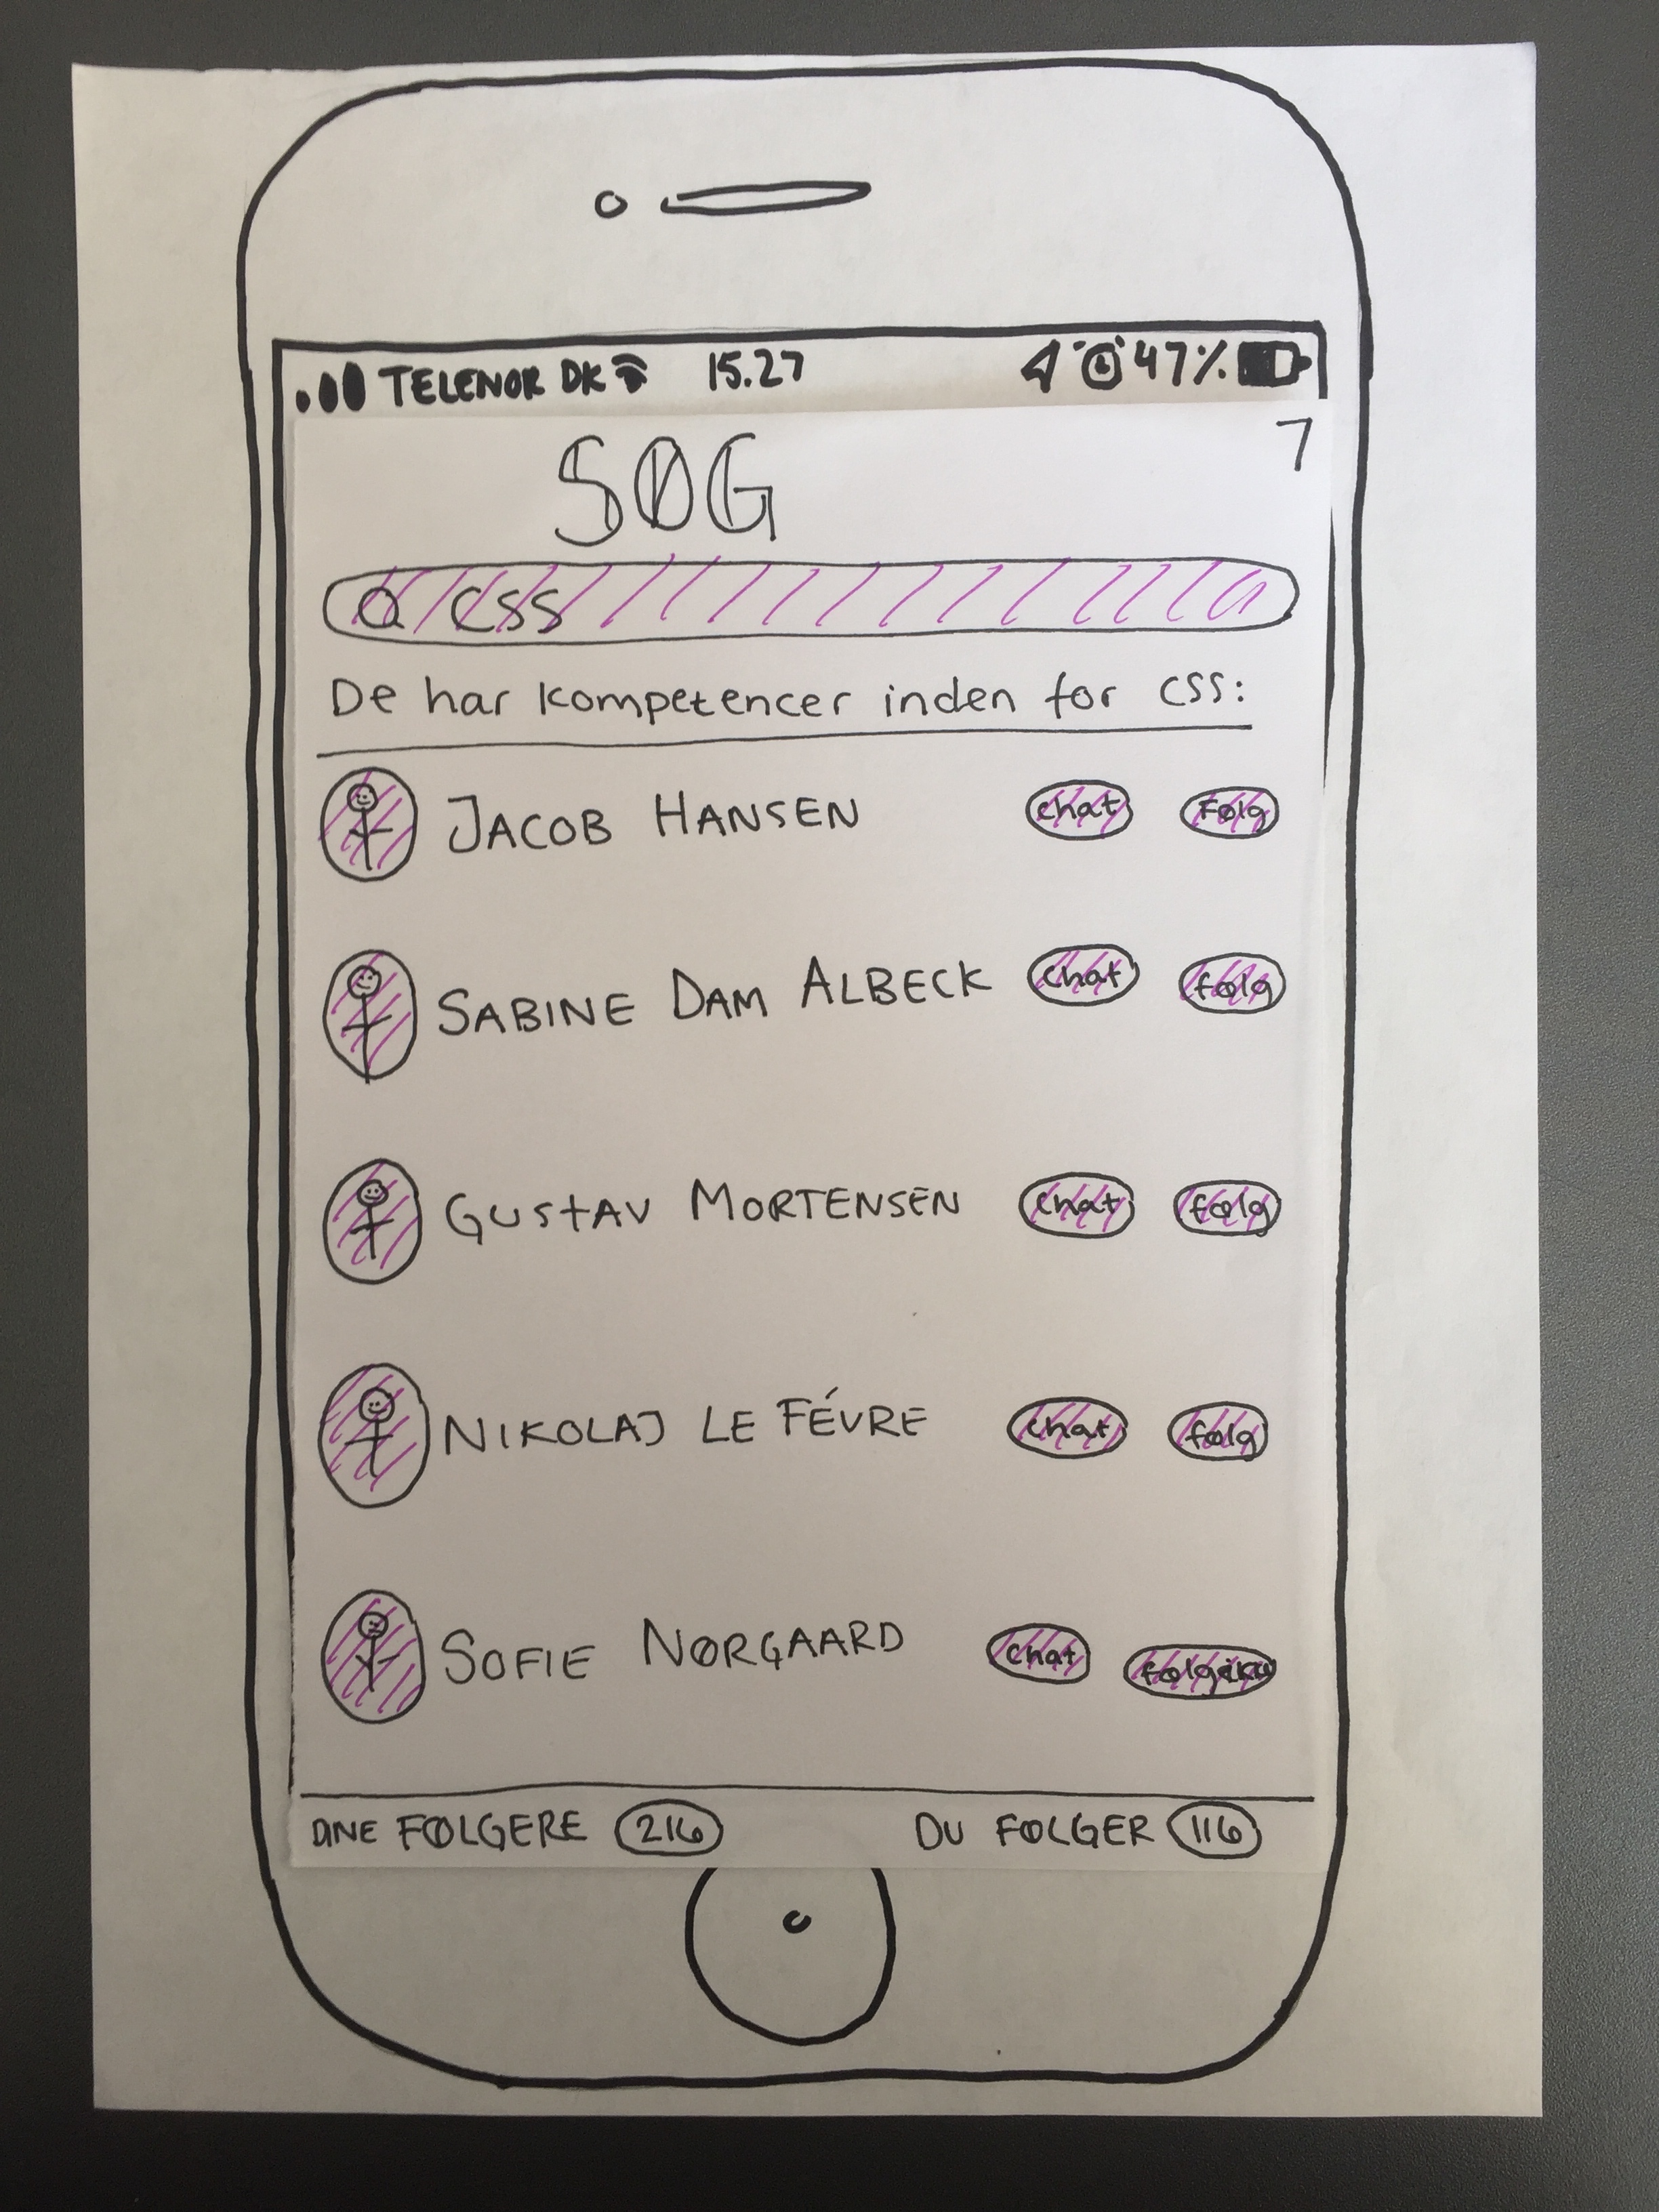 TELENOR DK 15.27 47%
7
SØG
CSS
De har kompetencer inden for CSS:
JACOB HANSEN chat Følg
SABINE DAM ALBECK chat følg
GUSTAV MORTENSEN chat følg
NIKOLAJ LE FÉVRE chat følg
SOFIE NØRGAARD chat
DINE FØLGERE 216 DU FØLGER 116